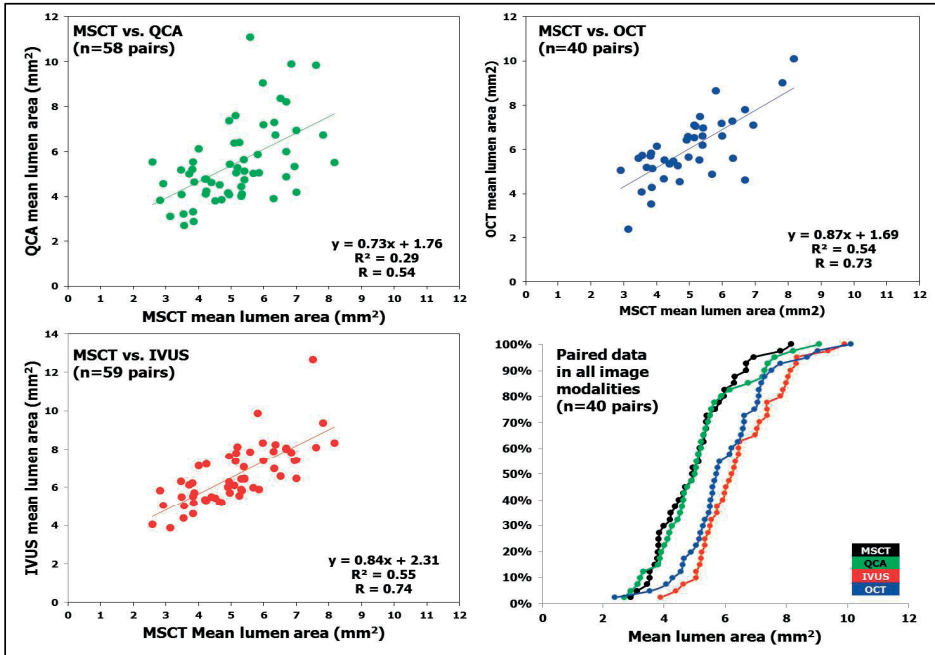 MSCT vs. QCA
(n=58 pairs)
QCA mean lumen area (mm²)
12
10
8
6
4
2
0
y = 0.73x + 1.76
R² = 0.29
R = 0.54
0 1 2 3 4 5 6 7 8 9 10 11 12
MSCT mean lumen area (mm²)
MSCT vs. OCT
(n=40 pairs)
OCT mean lumen area (mm2)
12
10
8
6
4
2
0
y = 0.87x + 1.69
R² = 0.54
R = 0.73
0 1 2 3 4 5 6 7 8 9 10 11 12
MSCT mean lumen area (mm2)
MSCT vs. IVUS
(n=59 pairs)
IVUS mean lumen area (mm²)
14
12
10
8
6
4
2
0
y = 0.84x + 2.31
R² = 0.55
R = 0.74
0 1 2 3 4 5 6 7 8 9 10 11 12
MSCT Mean lumen area (mm²)
Paired data
in all image
modalities
(n=40 pairs)
100%
90%
80%
70%
60%
50%
40%
30%
20%
10%
0%
MSCT
QCA
IVUS
OCT
0 2 4 6 8 10 12
Mean lumen area (mm²)